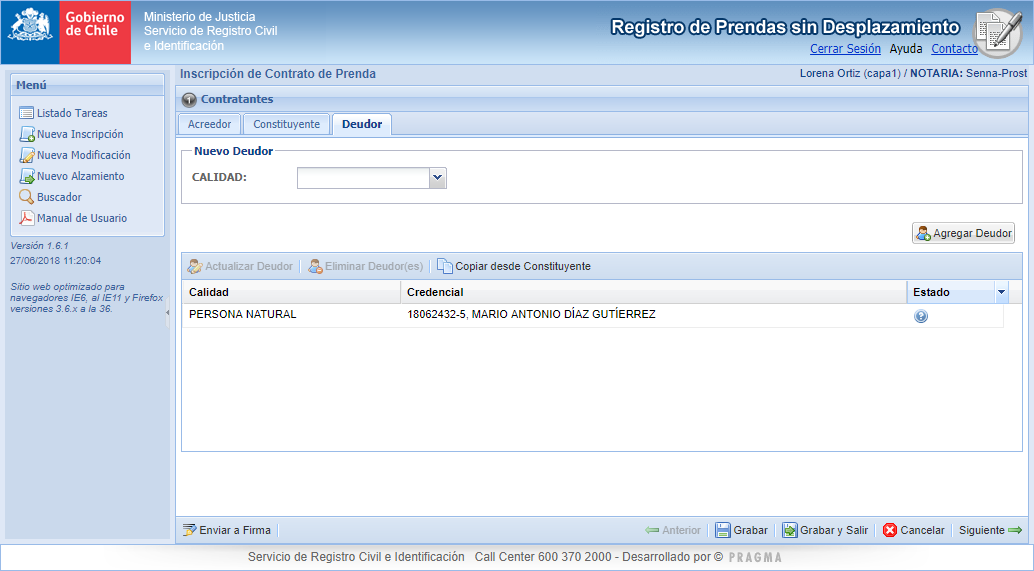 Gobierno
de Chile
Ministerio de Justicia
Servicio de Registro Civil
e Identificación
Registro de Prendas sin Desplazamiento
Cerrar Sesión Ayuda Contacto
Inscripción de Contrato de Prenda
Lorena Ortiz (capa1) / NOTARIA: Senna-Prost
Menú
Listado Tareas
Nueva Inscripción
Nueva Modificación
Nuevo Alzamiento
Buscador
Manual de Usuario
Versión 1.6.1
27/06/2018 11:20:04
Sitio web optimizado para
navegadores IE6, al IE11 y Firefox
versiones 3.6.x a la 36.
Contratantes
Acreedor Constituyente Deudor
Nuevo Deudor
CALIDAD:
Agregar Deudor
Actualizar Deudor Eliminar Deudor(es) Copiar desde Constituyente
Calidad Credencial Estado
PERSONA NATURAL 18062432-5, MARIO ANTONIO DÍAZ GUTÍERREZ
Enviar a Firma Anterior Grabar Grabar y Salir Cancelar Siguiente
Servicio de Registro Civil e Identificación Call Center 600 370 2000 - Desarrollado por © PRAGMA